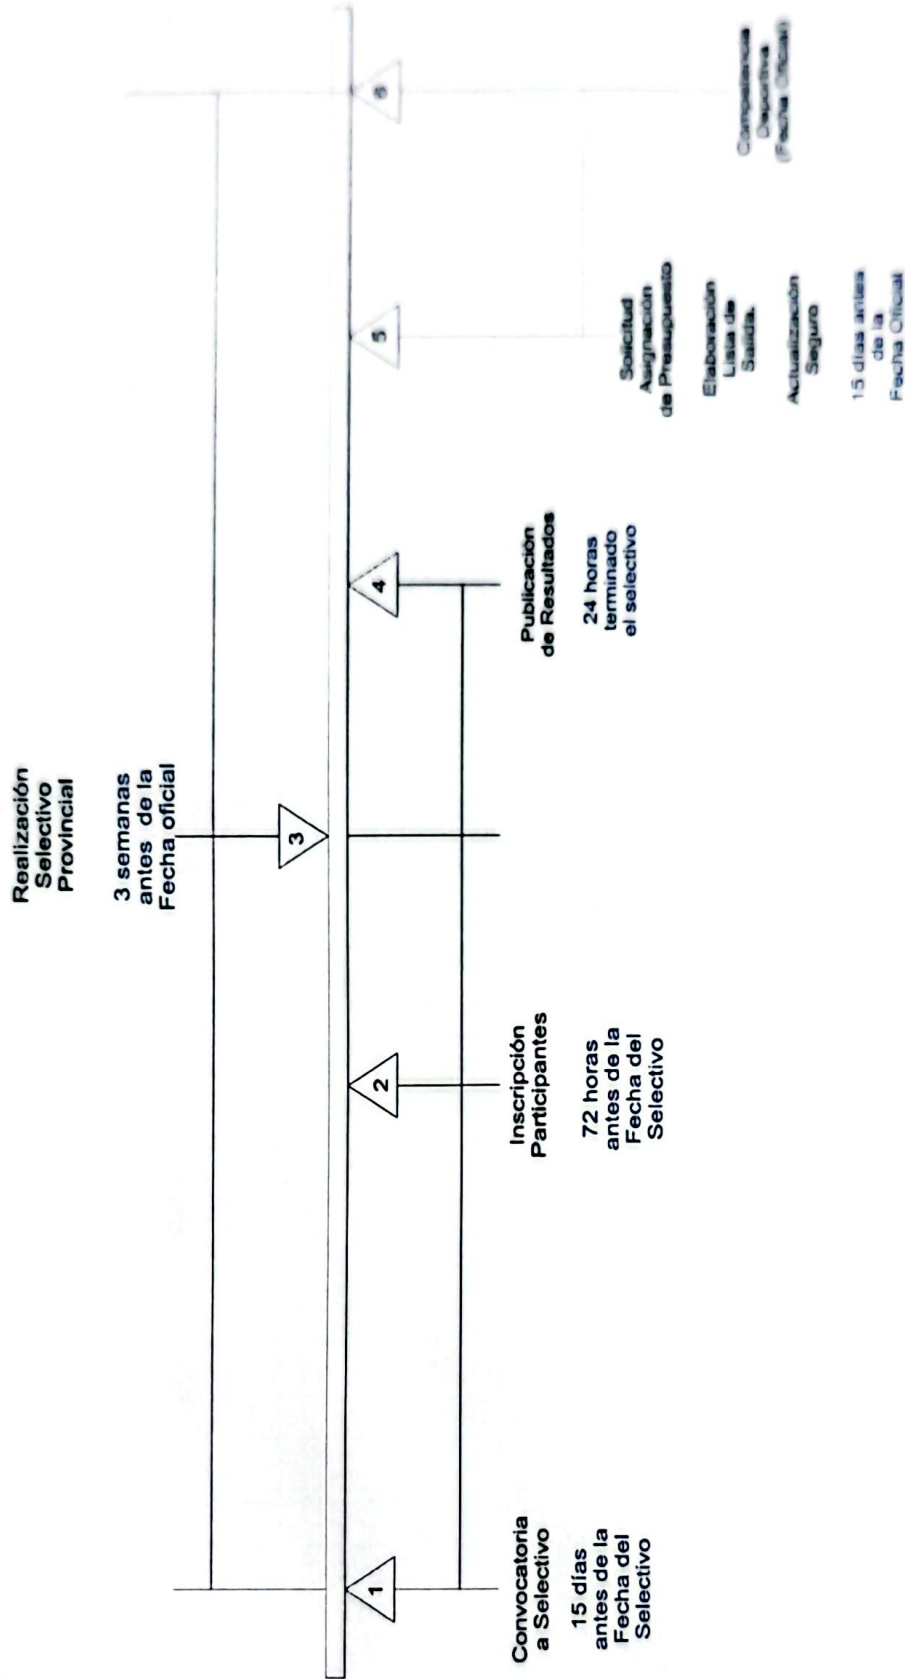 Realización
Selectivo
Provincial
3 semanas
antes de la
Fecha oficial
1
2
3
4
5
6
Convocatoria
a Selectivo
15 días
antes de la
Fecha del
Selectivo
Inscripción
Participantes
72 horas
antes de la
Fecha del
Selectivo
Publicación
de Resultados
24 horas
terminado
el selectivo
Solicitud
Asignación
de Presupuesto
Elaboración
Lista de
Salida.
Actualización
Seguro
15 días antes
de la
Fecha Oficial
Competencia
Deportiva
(Fecha Oficial)